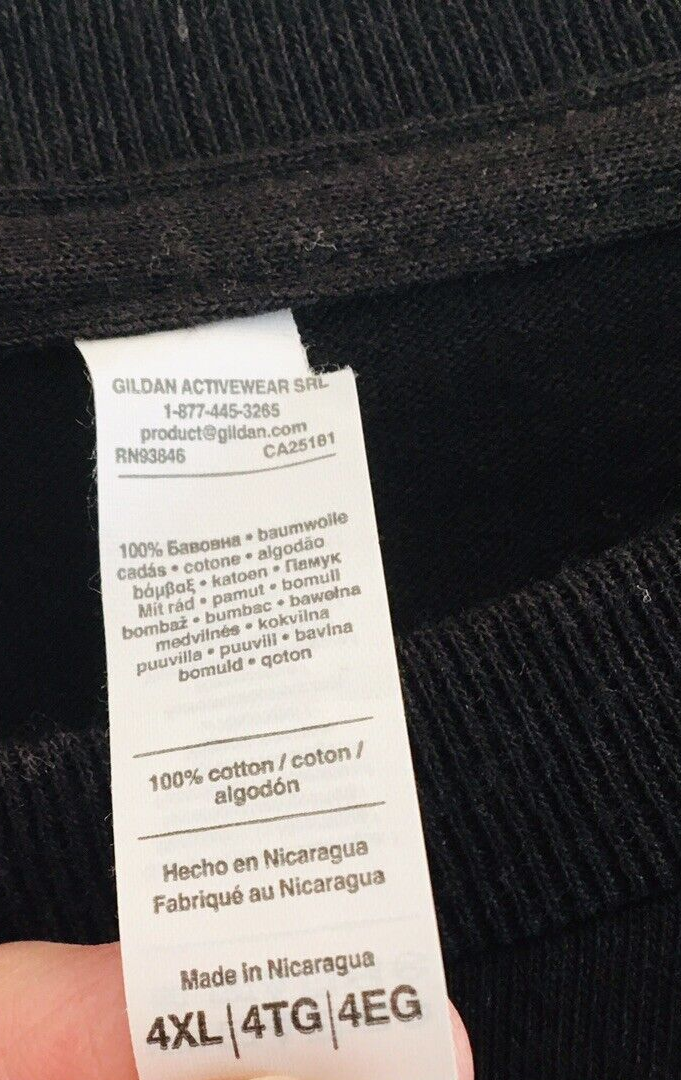 GILDAN ACTIVEWEAR SRL
1-877-445-3265
product@gildan.com
RN93846 CA25181
100% Бавовна • baumwolle
cadás • cotone • algodão
βάμβαξ • katoen • Памук
Mít rád • pamut • bomull
bombaž • bumbac • bawełna
medvilnės • kokvilna
puuvilla • puuvill • bavlna
bomuld • qoton
100% cotton / coton /
algodón
Hecho en Nicaragua
Fabriqué au Nicaragua
Made in Nicaragua
4XL|4TG|4EG